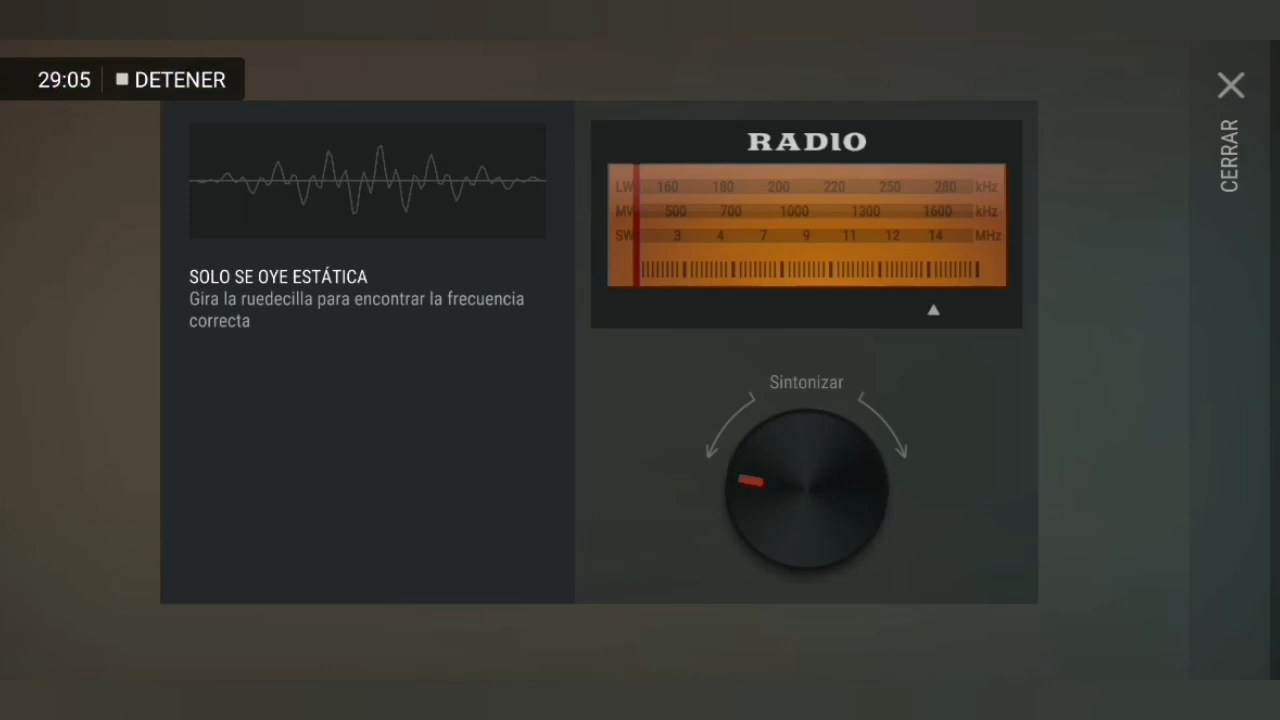 29:05 DETENER
CERRAR
SOLO SE OYE ESTÁTICA
Gira la ruedecilla para encontrar la frecuencia
correcta
RADIO
LW 160 180 200 220 250 280 kHz
MW 500 700 1000 1300 1600 kHz
SW 3 4 7 9 11 12 14 MHz
Sintonizar